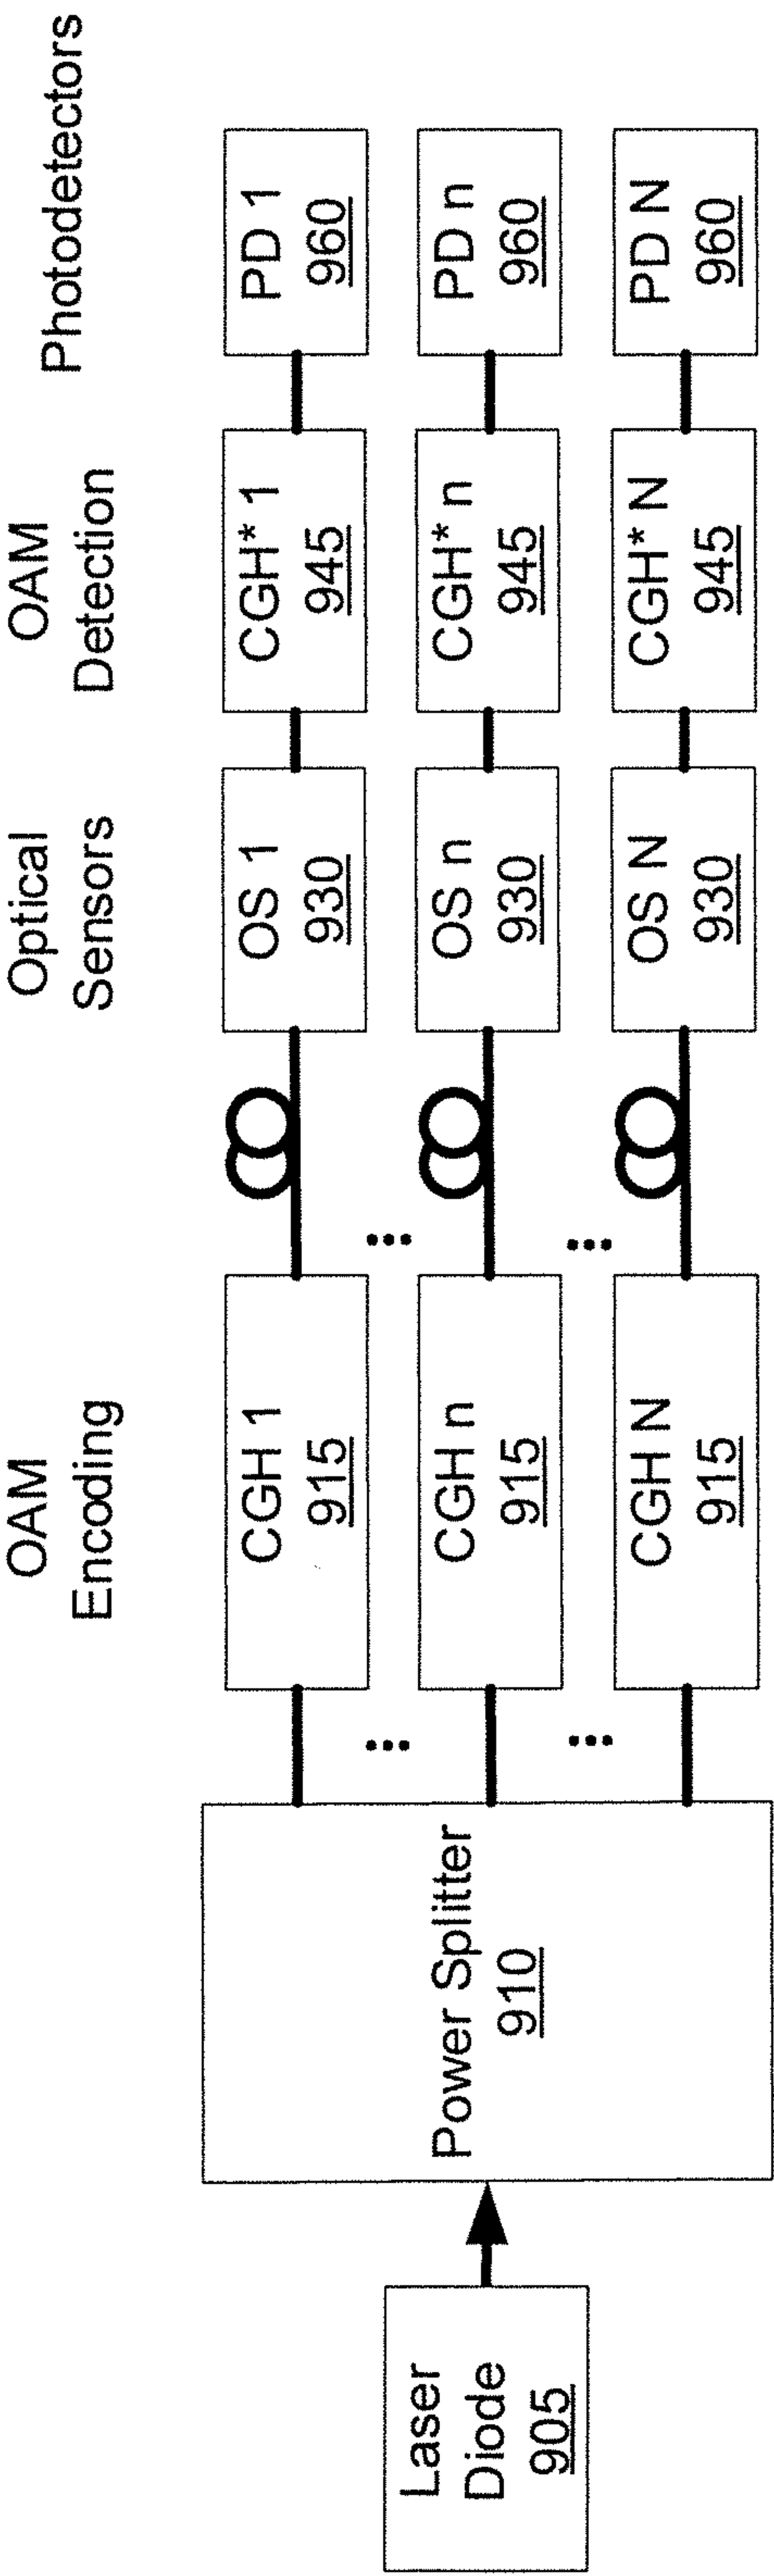 OAM
Encoding
Optical
Sensors
OAM
Detection
Photodetectors
Laser
Diode
905
Power Splitter
910
CGH 1
915
OS 1
930
CGH* 1
945
PD 1
960
...
...
CGH n
915
OS n
930
CGH* n
945
PD n
960
...
...
CGH N
915
OS N
930
CGH* N
945
PD N
960